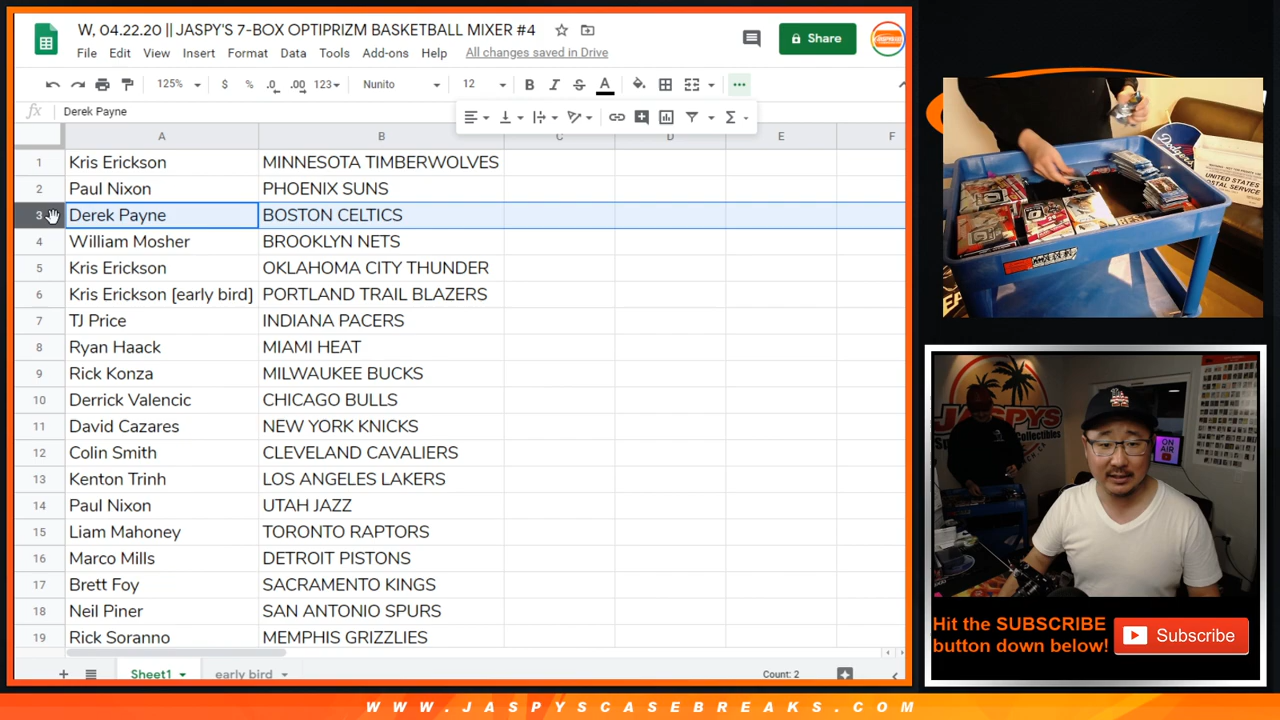 W, 04.22.20 || JASPY'S 7-BOX OPTIPRIZM BASKETBALL MIXER #4
File Edit View Insert Format Data Tools Add-ons Help All changes saved in Drive
Share
125% $ % .0 .00 123 Nunito 12 B I S A
fx Derek Payne
A B C D E F
1 Kris Erickson MINNESOTA TIMBERWOLVES
2 Paul Nixon PHOENIX SUNS
3 Derek Payne BOSTON CELTICS
4 William Mosher BROOKLYN NETS
5 Kris Erickson OKLAHOMA CITY THUNDER
6 Kris Erickson [early bird] PORTLAND TRAIL BLAZERS
7 TJ Price INDIANA PACERS
8 Ryan Haack MIAMI HEAT
9 Rick Konza MILWAUKEE BUCKS
10 Derrick Valencic CHICAGO BULLS
11 David Cazares NEW YORK KNICKS
12 Colin Smith CLEVELAND CAVALIERS
13 Kenton Trinh LOS ANGELES LAKERS
14 Paul Nixon UTAH JAZZ
15 Liam Mahoney TORONTO RAPTORS
16 Marco Mills DETROIT PISTONS
17 Brett Foy SACRAMENTO KINGS
18 Neil Piner SAN ANTONIO SPURS
19 Rick Soranno MEMPHIS GRIZZLIES
Sheet1 early bird Count: 2
Dodgers
UNITED STATES
POSTAL SERVICE
JASPYS
ON AIR
Hit the SUBSCRIBE
button down below!
Subscribe
WWW.JASPYSCASEBREAKS.COM